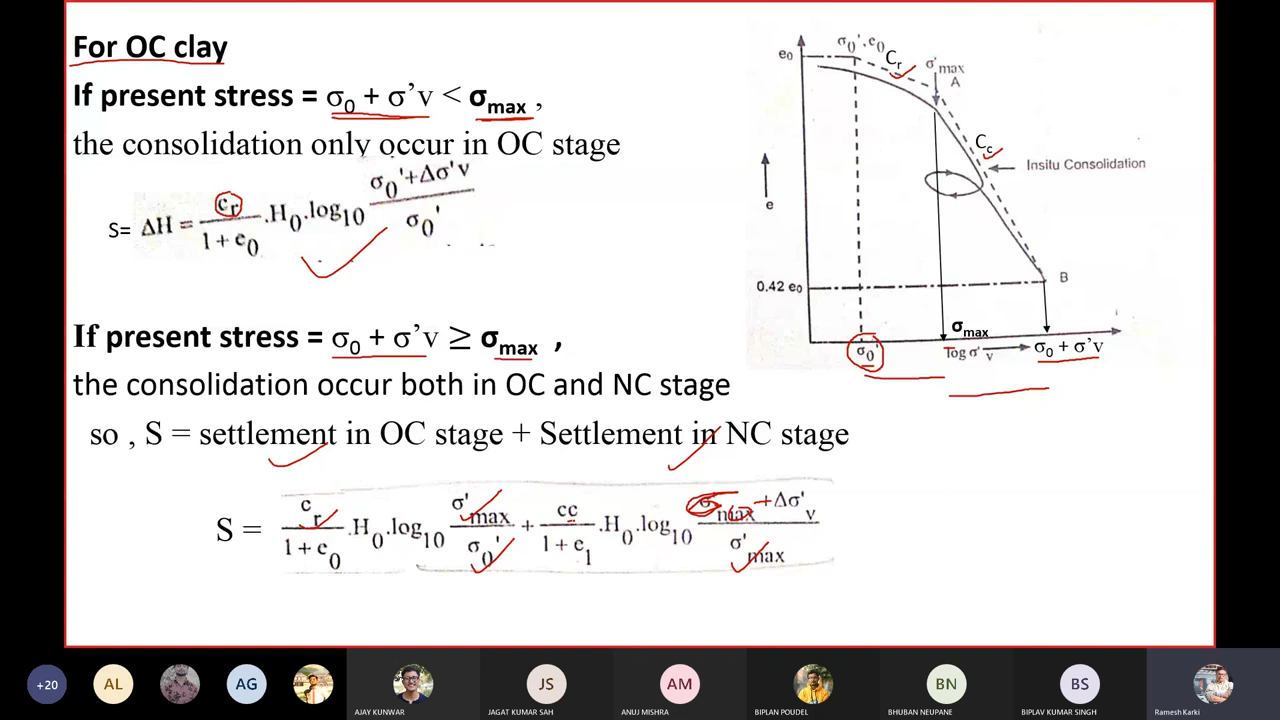 For OC clay
If present stress = σ₀ + σ’v < σmax ,
the consolidation only occur in OC stage
S= ΔH = cr / 1 + e0 .H0.log10 σ0'+Δσ'v / σ0'
If present stress = σ₀ + σ’v ≥ σmax ,
the consolidation occur both in OC and NC stage
so , S = settlement in OC stage + Settlement in NC stage
S = cr / 1 + e0 .H0.log10 σ'max / σ0' + cc / 1 + e1 .H0.log10 σmax +Δσ'v / σ'max
σ0', e0
e0
Cr
σ'max
A
Cc
Insitu Consolidation
e
0.42 e0
B
σmax
σ0'
log σ'v
σ₀ + σ’v
+20
AL
AG
JS
AM
BN
BS
AJAY KUNWAR
JAGAT KUMAR SAH
ANUJ MISHRA
BIPLAN POUDEL
BHUBAN NEUPANE
BIPLAV KUMAR SINGH
Ramesh Karki